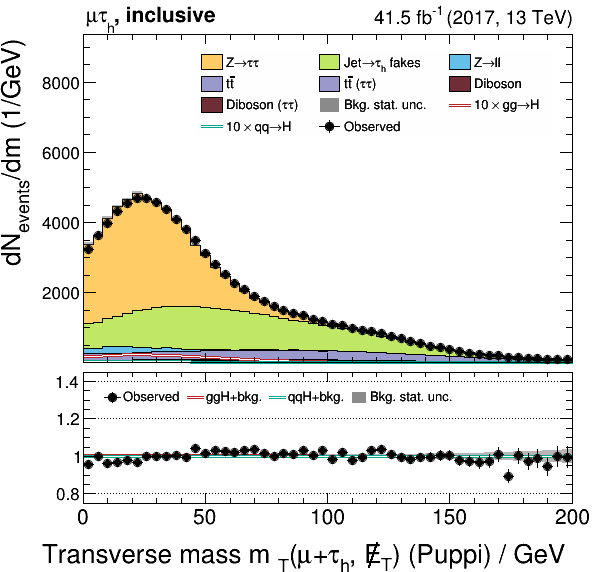 μτh, inclusive 41.5 fb-1 (2017, 13 TeV)
dNevents/dm (1/GeV)
8000
6000
4000
2000
Z→ττ Jet→τh fakes Z→ll
tt̄ tt̄ (ττ) Diboson
Diboson (ττ) Bkg. stat. unc. 10 × gg→H
10 × qq→H Observed
1.4
1.2
1
0.8
Observed ggH+bkg. qqH+bkg. Bkg. stat. unc.
0 50 100 150 200
Transverse mass m T(μ+τh, E̸T) (Puppi) / GeV